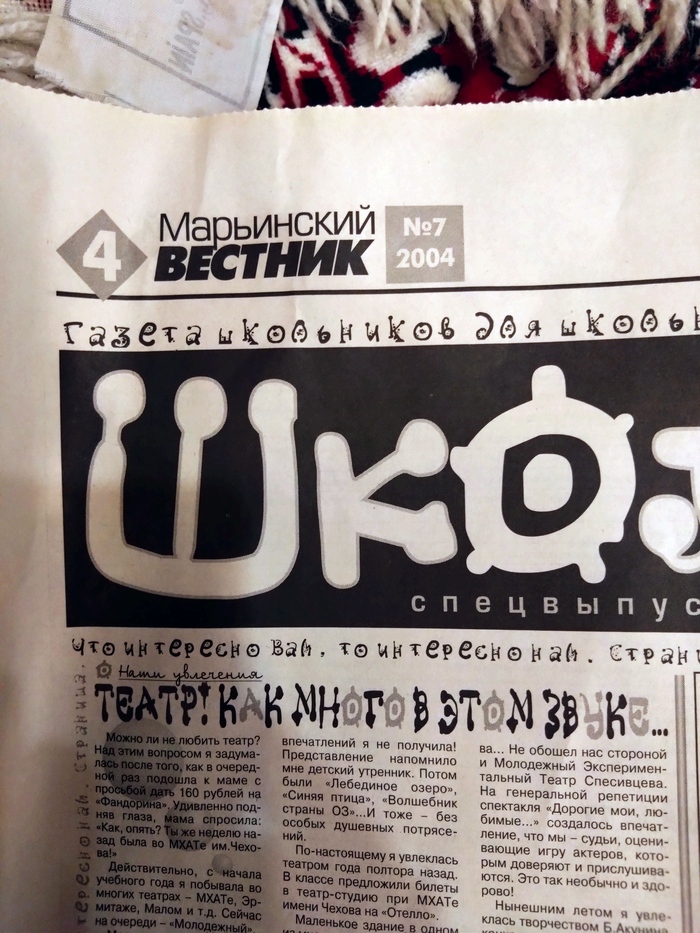 4
Марьинский
ВЕСТНИК
№7
2004
Газета школьников для
спецвыпус
Что интересно Вам, то интересно нам. Стран
Наши увлечения
ТЕАТР! КАК МНОГО В ЭТОМ ЗВУКЕ...
Можно ли не любить театр?
Над этим вопросом я задума-
лась после того, как в очеред-
ной раз подошла к маме с
просьбой дать 160 рублей на
«Фандорина». Удивленно под-
няв глаза, мама спросила:
«Как, опять? Ты же неделю на-
зад была во МХАТе им.Чехо-
ва!»
Действительно, с начала
учебного года я побывала во
многих театрах – МХАТе, Эр-
митаже, Малом и т.д. Сейчас
на очереди – «Молодежный».
впечатлений я не получила!
Представление напомнило
мне детский утренник. Потом
были «Лебединое озеро»,
«Синяя птица», «Волшебник
страны ОЗ»...И тоже – без
особых душевных потрясе-
ний.
По-настоящему я увлеклась
театром года полтора назад.
В классе предложили билеты
в театр-студию при МХАТе
имени Чехова на «Отелло».
Маленькое здание в одном
ва... Не обошел нас стороной
и Молодежный Эксперимен-
тальный Театр Спесивцева.
На генеральной репетиции
спектакля «Дорогие мои, лю-
бимые...» создалось впечат-
ление, что мы – судьи, оцени-
вающие игру актеров, кото-
рым доверяют и прислушива-
ются. Это так необычно и здо-
рово!
Нынешним летом я увле-
клась творчеством Б.Акунина